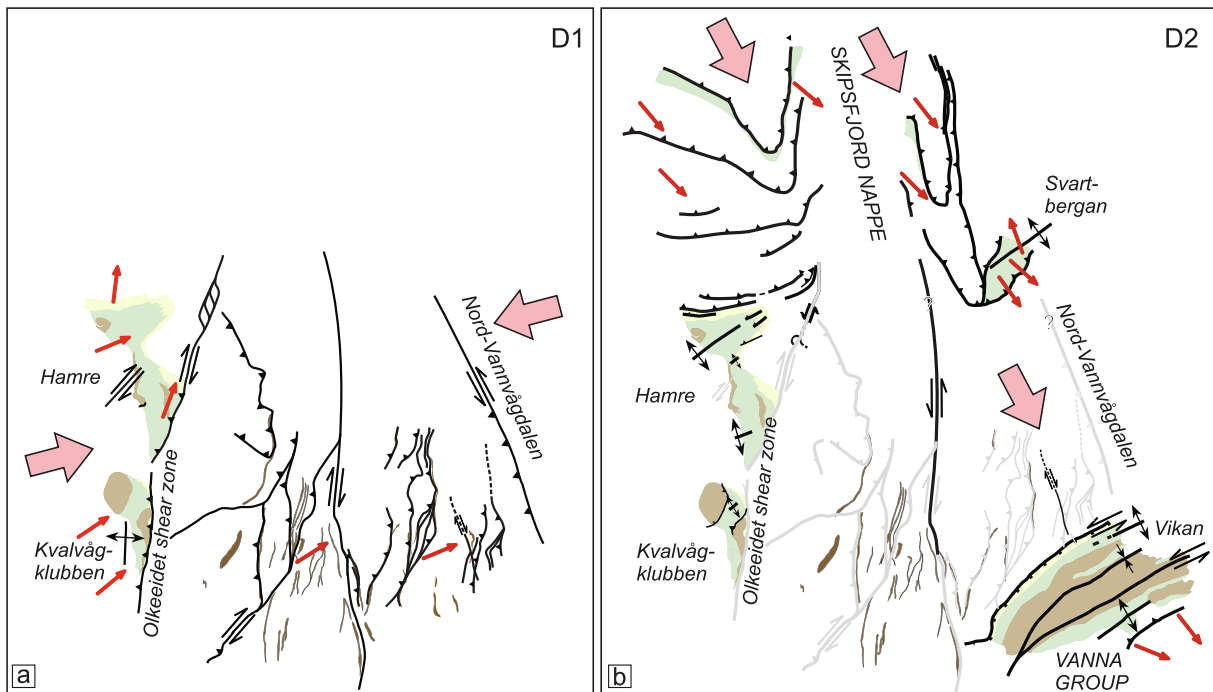 D1
Hamre
Nord-Vannvågdalen
Olkeeidet shear zone
Kvalvåg-
klubben
a
D2
SKIPSFJORD NAPPE
Svart-
bergan
?
?
Nord-Vannvågdalen
Hamre
Olkeeidet shear zone
Kvalvåg-
klubben
Vikan
VANNA
GROUP
b